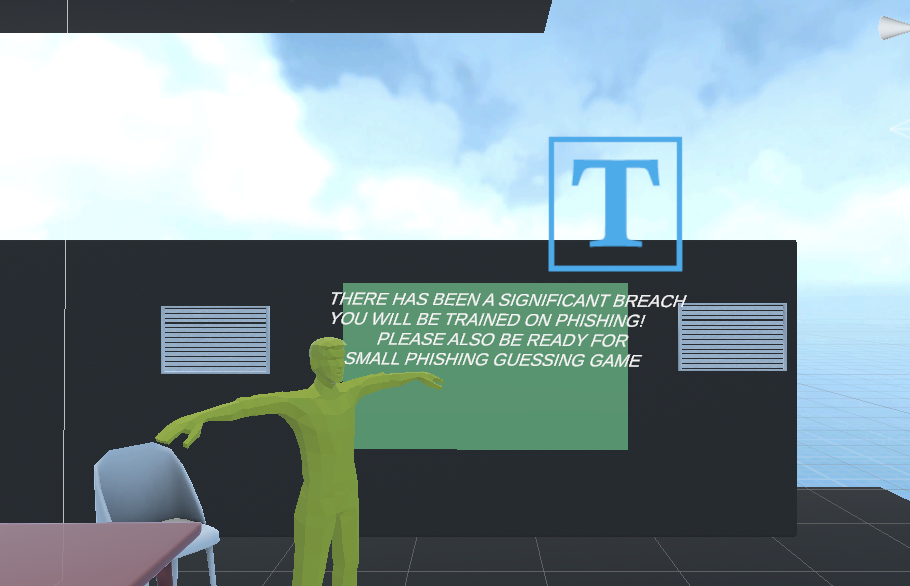 T
THERE HAS BEEN A SIGNIFICANT BREACH
YOU WILL BE TRAINED ON PHISHING!
PLEASE ALSO BE READY FOR
SMALL PHISHING GUESSING GAME